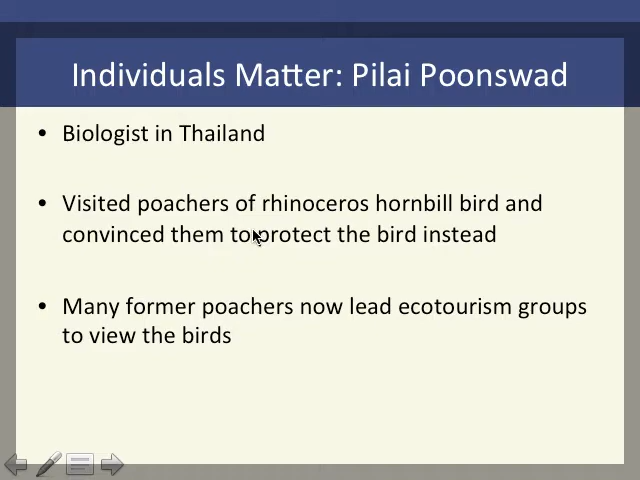 Individuals Matter: Pilai Poonswad
• Biologist in Thailand
• Visited poachers of rhinoceros hornbill bird and
convinced them to protect the bird instead
• Many former poachers now lead ecotourism groups
to view the birds